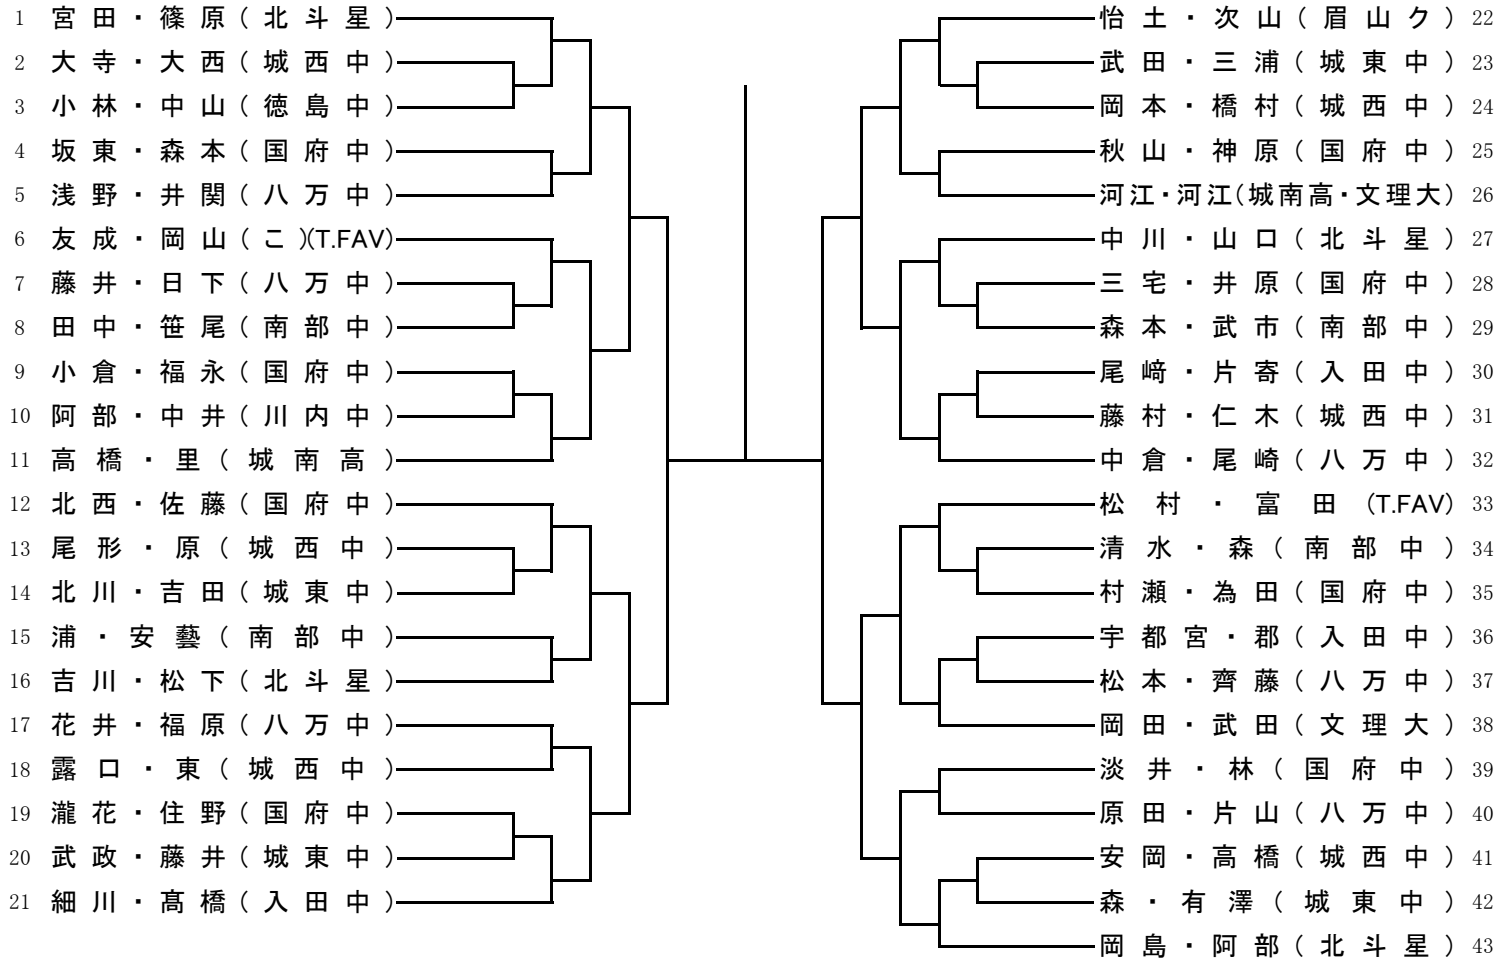 1 宮田・篠原(北斗星)
2 大寺・大西(城西中)
3 小林・中山(徳島中)
4 坂東・森本(国府中)
5 浅野・井関(八万中)
6 友成・岡山(こ)(T.FAV)
7 藤井・日下(八万中)
8 田中・笹尾(南部中)
9 小倉・福永(国府中)
10 阿部・中井(川内中)
11 高橋・里(城南高)
12 北西・佐藤(国府中)
13 尾形・原(城西中)
14 北川・吉田(城東中)
15 浦・安藝(南部中)
16 吉川・松下(北斗星)
17 花井・福原(八万中)
18 露口・東(城西中)
19 瀧花・住野(国府中)
20 武政・藤井(城東中)
21 細川・髙橋(入田中)
怡土・次山(眉山ク) 22
武田・三浦(城東中) 23
岡本・橋村(城西中) 24
秋山・神原(国府中) 25
河江・河江(城南高・文理大) 26
中川・山口(北斗星) 27
三宅・井原(国府中) 28
森本・武市(南部中) 29
尾﨑・片寄(入田中) 30
藤村・仁木(城西中) 31
中倉・尾崎(八万中) 32
松村・富田(T.FAV) 33
清水・森(南部中) 34
村瀬・為田(国府中) 35
宇都宮・郡(入田中) 36
松本・齊藤(八万中) 37
岡田・武田(文理大) 38
淡井・林(国府中) 39
原田・片山(八万中) 40
安岡・高橋(城西中) 41
森・有澤(城東中) 42
岡島・阿部(北斗星) 43